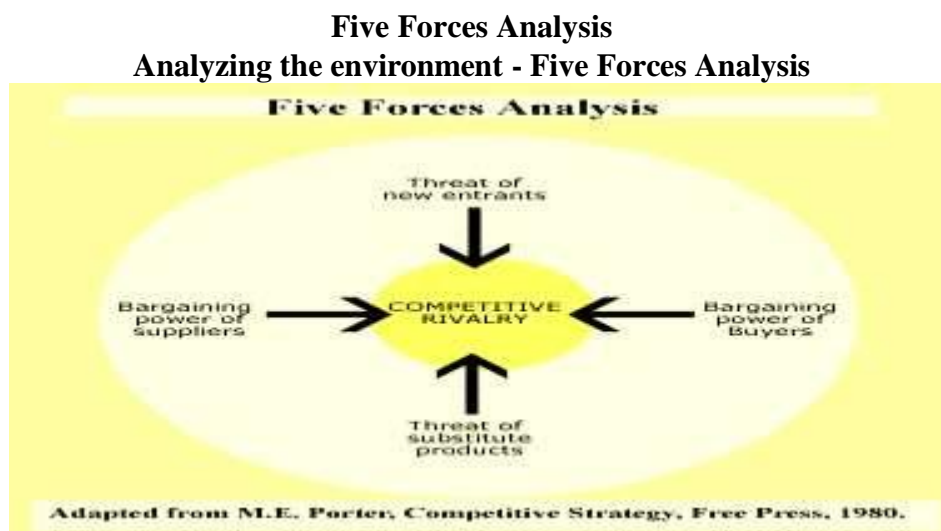 Five Forces Analysis
Analyzing the environment - Five Forces Analysis
Five Forces Analysis
Threat of
new entrants
Bargaining
power of
suppliers
COMPETITIVE
RIVALRY
Bargaining
power of
Buyers
Threat of
substitute
products
Adapted from M.E. Porter, Competitive Strategy, Free Press, 1980.